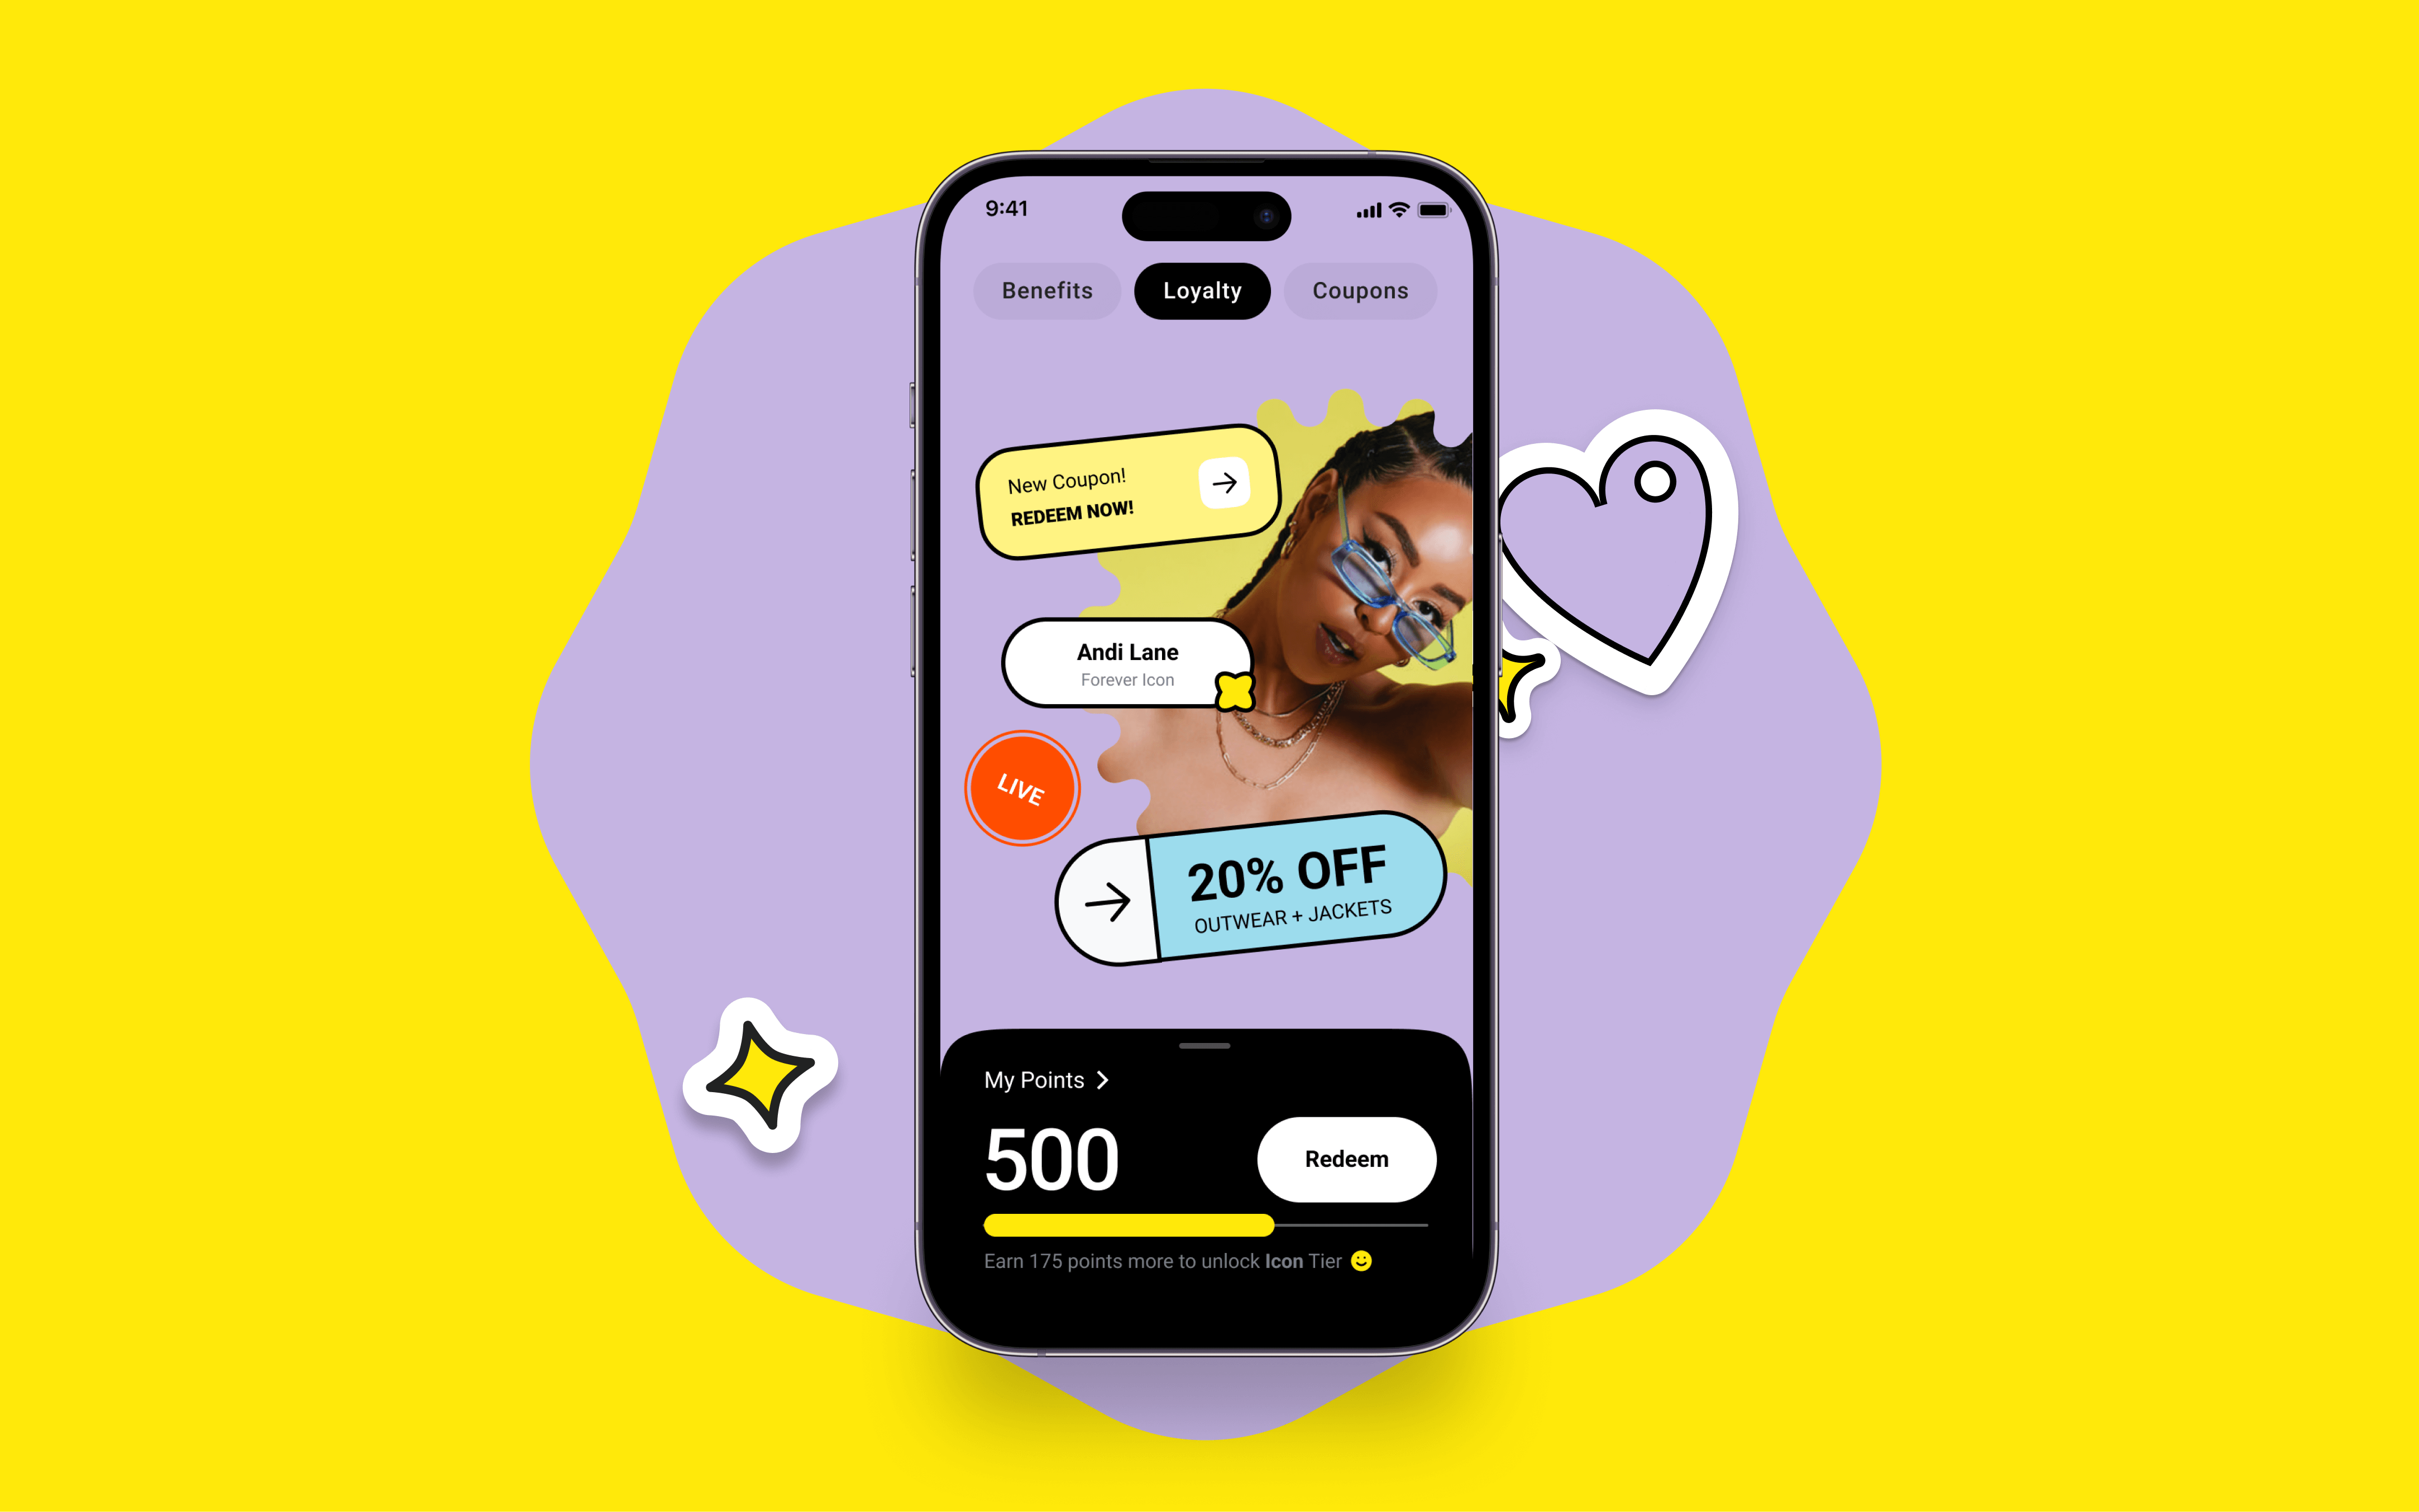 9:41
Benefits
Loyalty
Coupons
New Coupon!
REDEEM NOW!
Andi Lane
Forever Icon
LIVE
20% OFF
OUTWEAR + JACKETS
My Points
500
Redeem
Earn 175 points more to unlock Icon Tier